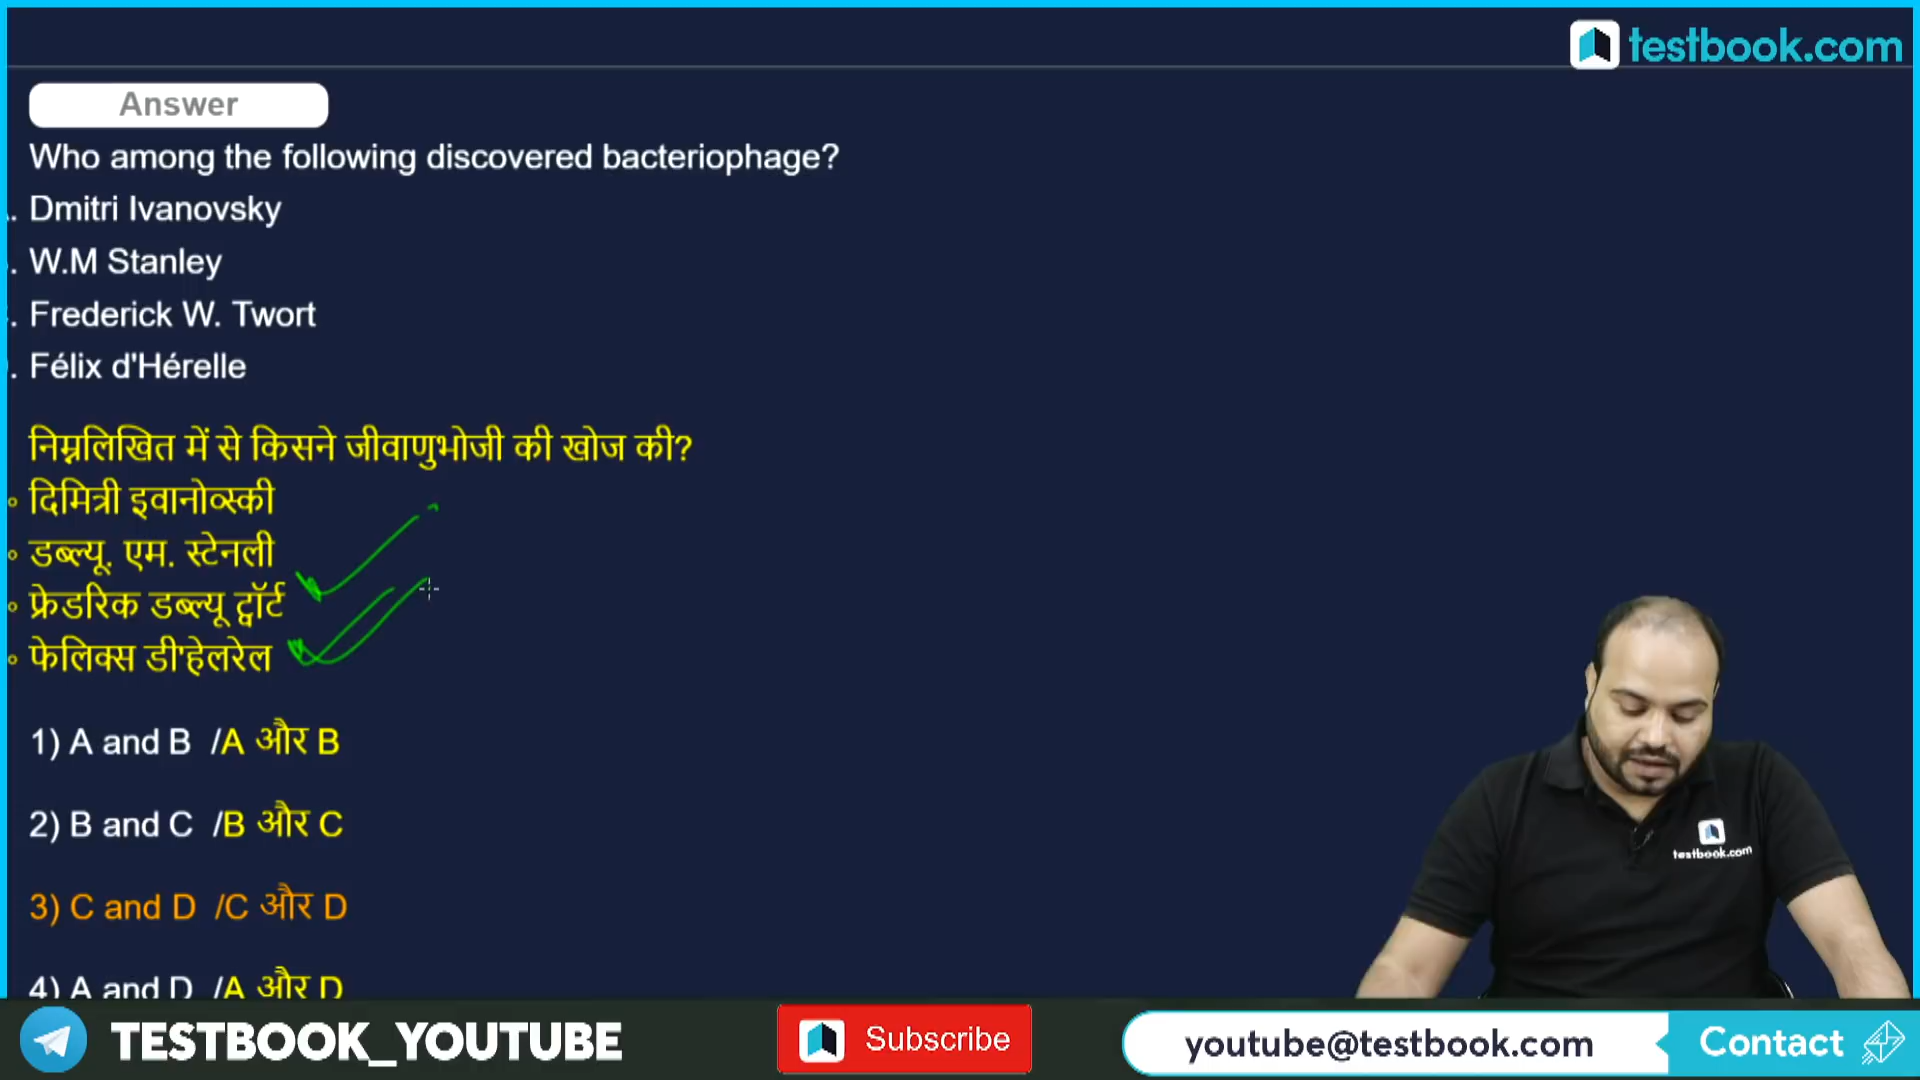 testbook.com
Answer
Who among the following discovered bacteriophage?
. Dmitri Ivanovsky
. W.M Stanley
. Frederick W. Twort
. Félix d'Hérelle
निम्नलिखित में से किसने जीवाणुभोजी की खोज की?
दिमित्री इवानोव्स्की
डब्ल्यू. एम. स्टेनली
फ्रेडरिक डब्ल्यू ट्वॉर्ट
फेलिक्स डी'हेलरेल
1) A and B /A और B
2) B and C /B और C
3) C and D /C और D
4) A and D /A और D
testbook.com
TESTBOOK_YOUTUBE
Subscribe
youtube@testbook.com
Contact